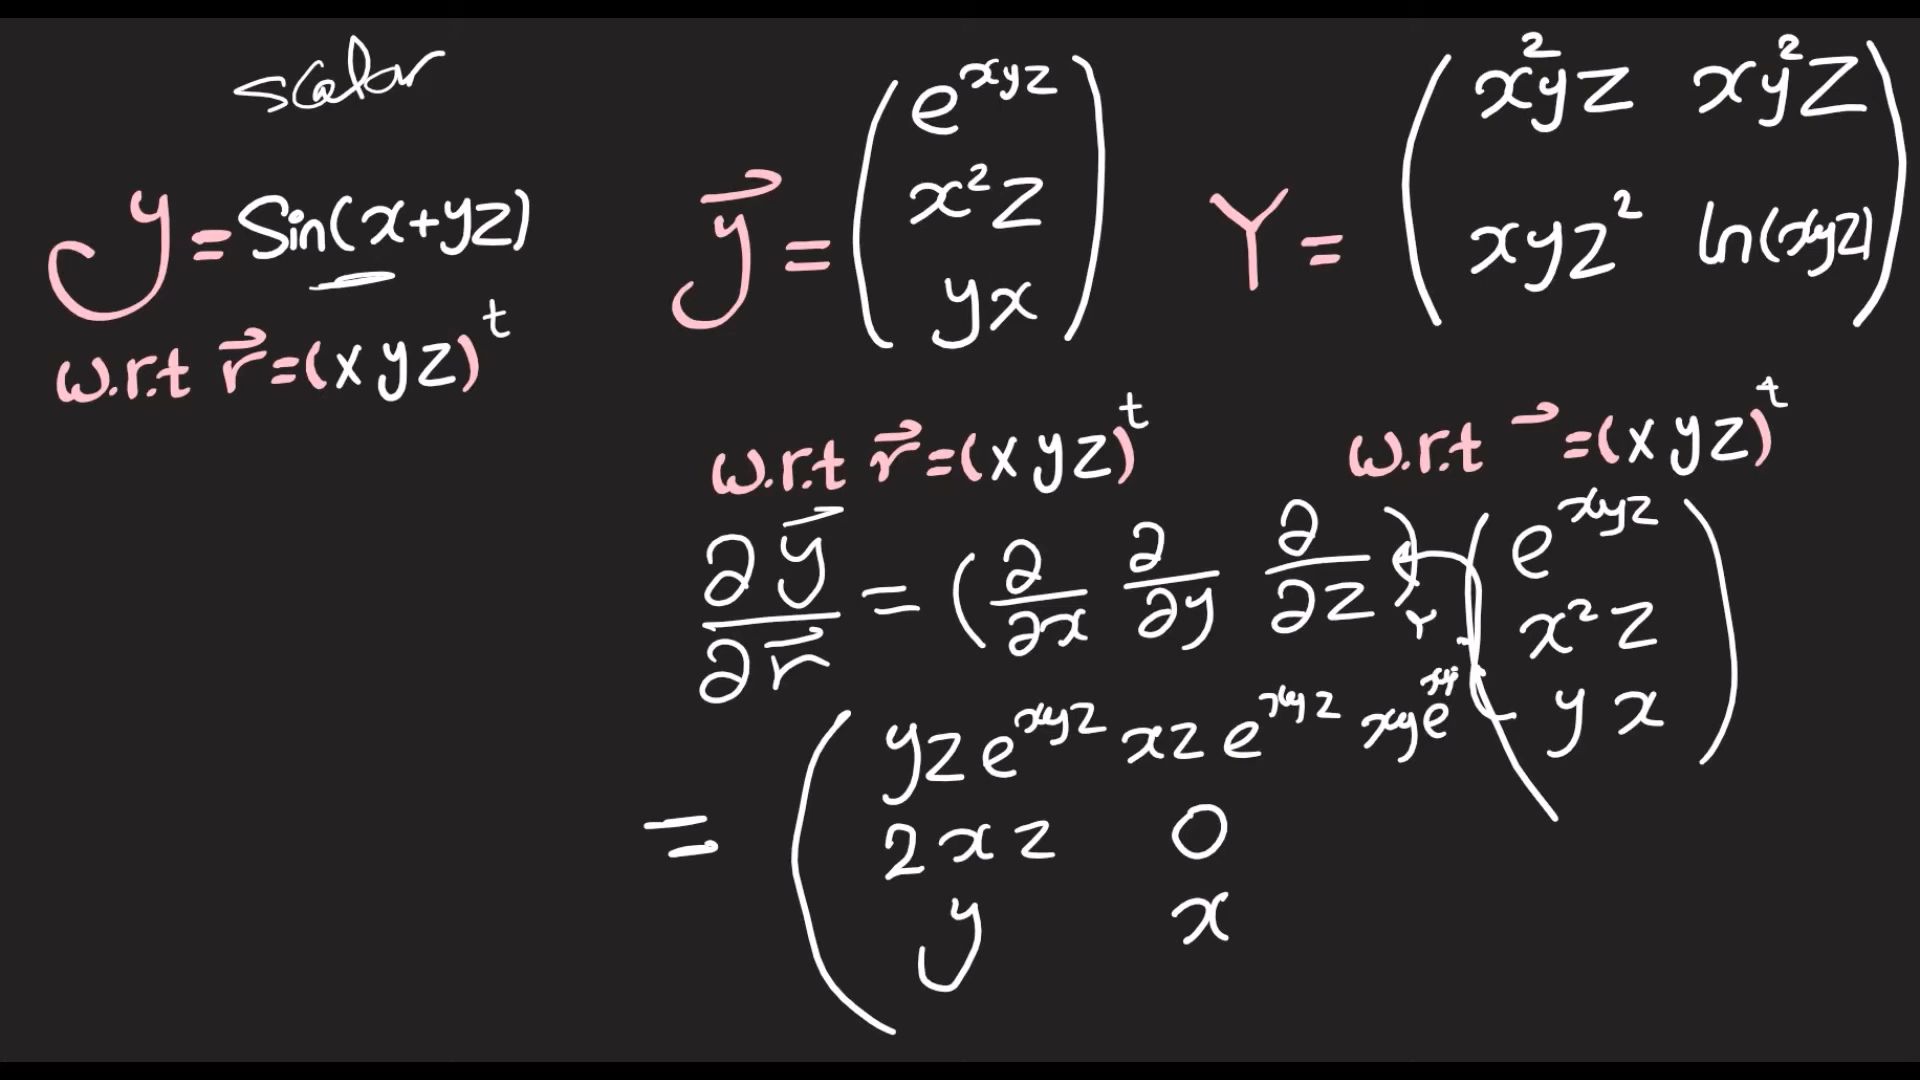 scalar
y = Sin(x+yz)
w.r.t r⃗ = (x y z)ᵗ
y⃗ = ( e^{xyz}
x²z
yx )
w.r.t r⃗ = (x y z)ᵗ
Y = ( x²yz xy²z
xyz² ln(xyz) )
w.r.t ⃗ = (x y z)ᵗ
∂y⃗/∂r⃗ = ( ∂/∂x ∂/∂y ∂/∂z ) ( e^{xyz}
x²z
yx )
= ( yze^{xyz} xze^{xyz} xye
2xz 0
y x